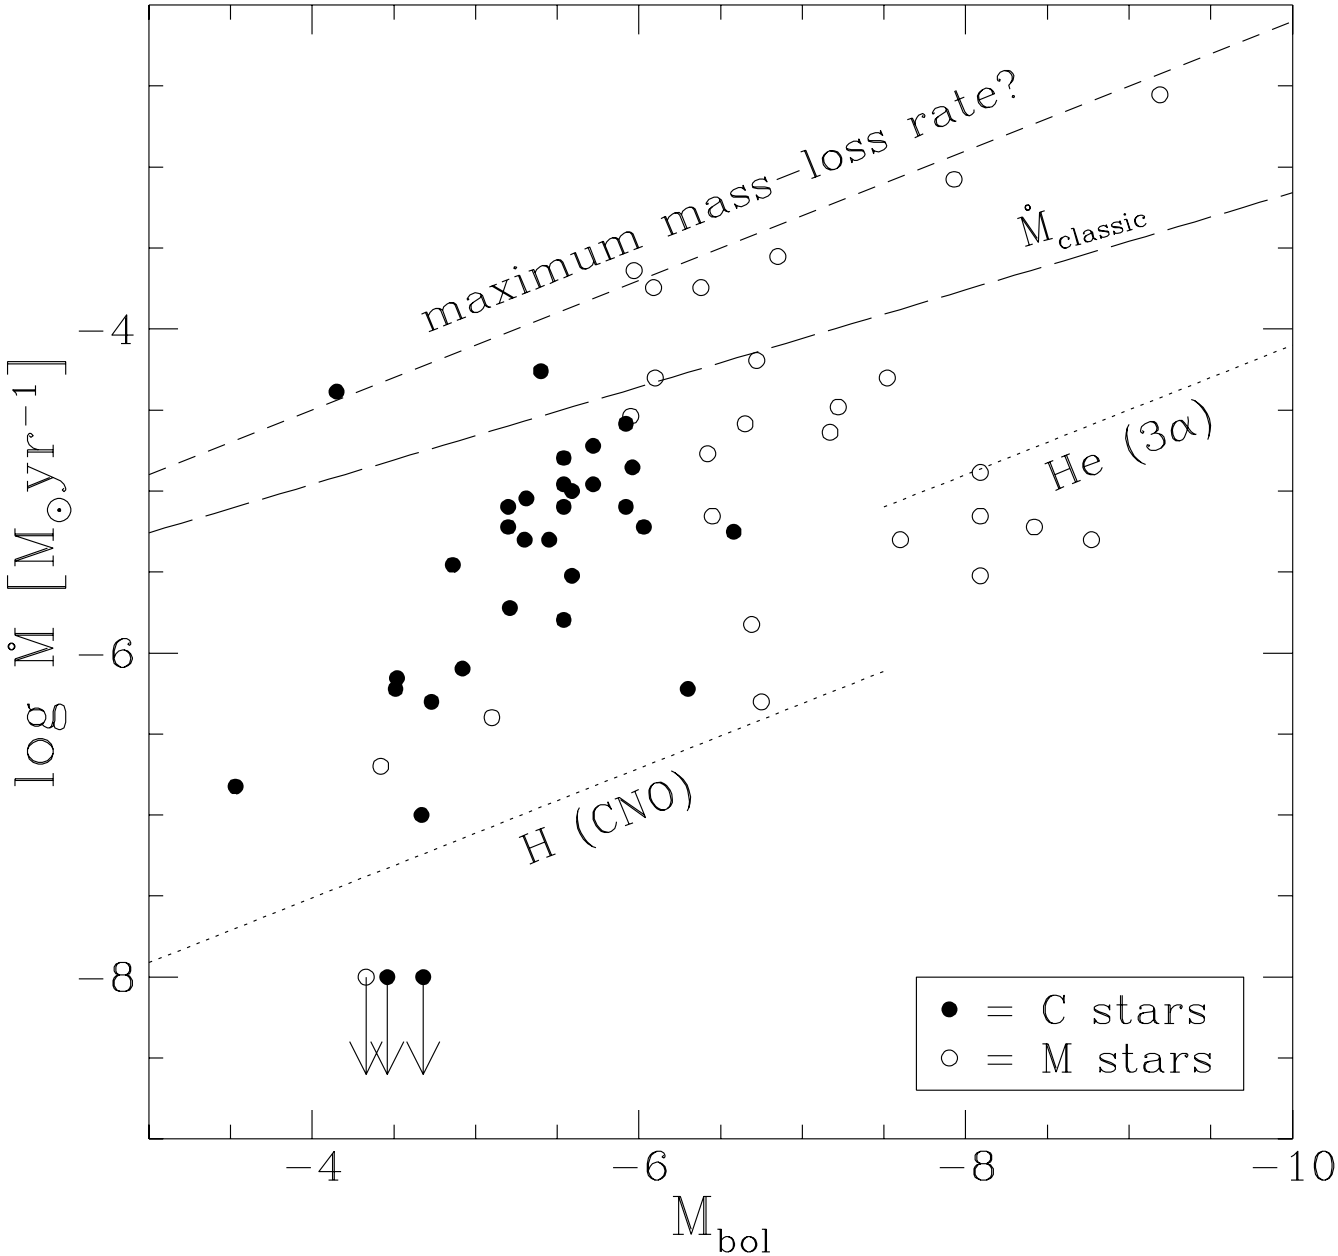 maximum mass-loss rate?
Ṁclassic
−4
He (3α)
log Ṁ [M⊙yr−1]
−6
H (CNO)
−8
● = C stars
○ = M stars
−4 −6 −8 −10
Mbol